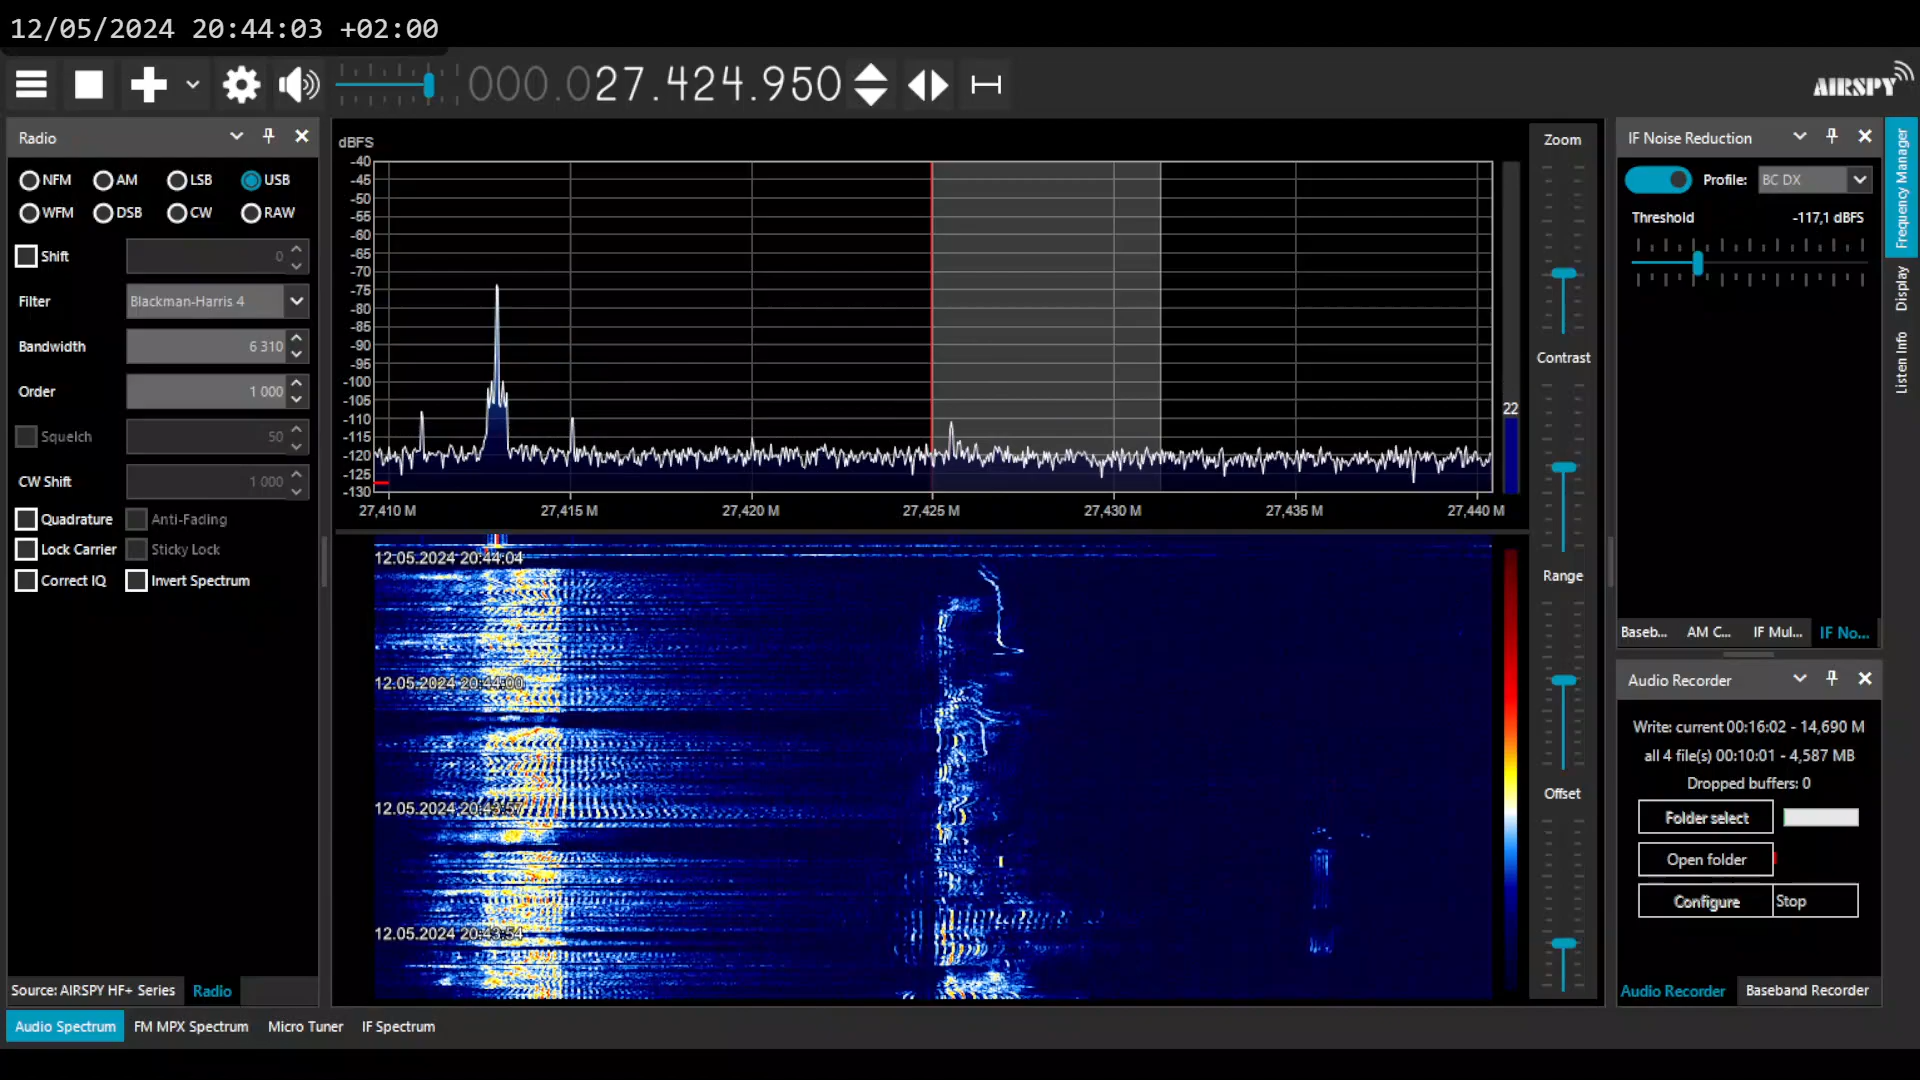 12/05/2024 20:44:03 +02:00
000.027.424.950
AIRSPY
Radio
NFM AM LSB USB
WFM DSB CW RAW
Shift 0
Filter Blackman-Harris 4
Bandwidth 6 310
Order 1 000
Squelch 50
CW Shift 1 000
Quadrature Anti-Fading
Lock Carrier Sticky Lock
Correct IQ Invert Spectrum
Source: AIRSPY HF+ Series Radio
Audio Spectrum FM MPX Spectrum Micro Tuner IF Spectrum
dBFS
-40
-45
-50
-55
-60
-65
-70
-75
-80
-85
-90
-95
-100
-105
-110
-115
-120
-125
-130
27,410 M 27,415 M 27,420 M 27,425 M 27,430 M 27,435 M 27,440 M
22
12.05.2024 20:44:04
12.05.2024 20:44:00
12.05.2024 20:43:57
12.05.2024 20:43:54
Zoom
Contrast
Range
Offset
IF Noise Reduction
Profile: BC DX
Threshold -117,1 dBFS
Baseb... AM C... IF Mul... IF No...
Audio Recorder
Write: current 00:16:02 - 14,690 M
all 4 file(s) 00:10:01 - 4,587 MB
Dropped buffers: 0
Folder select
Open folder
Configure Stop
Audio Recorder Baseband Recorder
Frequency Manager
Display
Listen Info